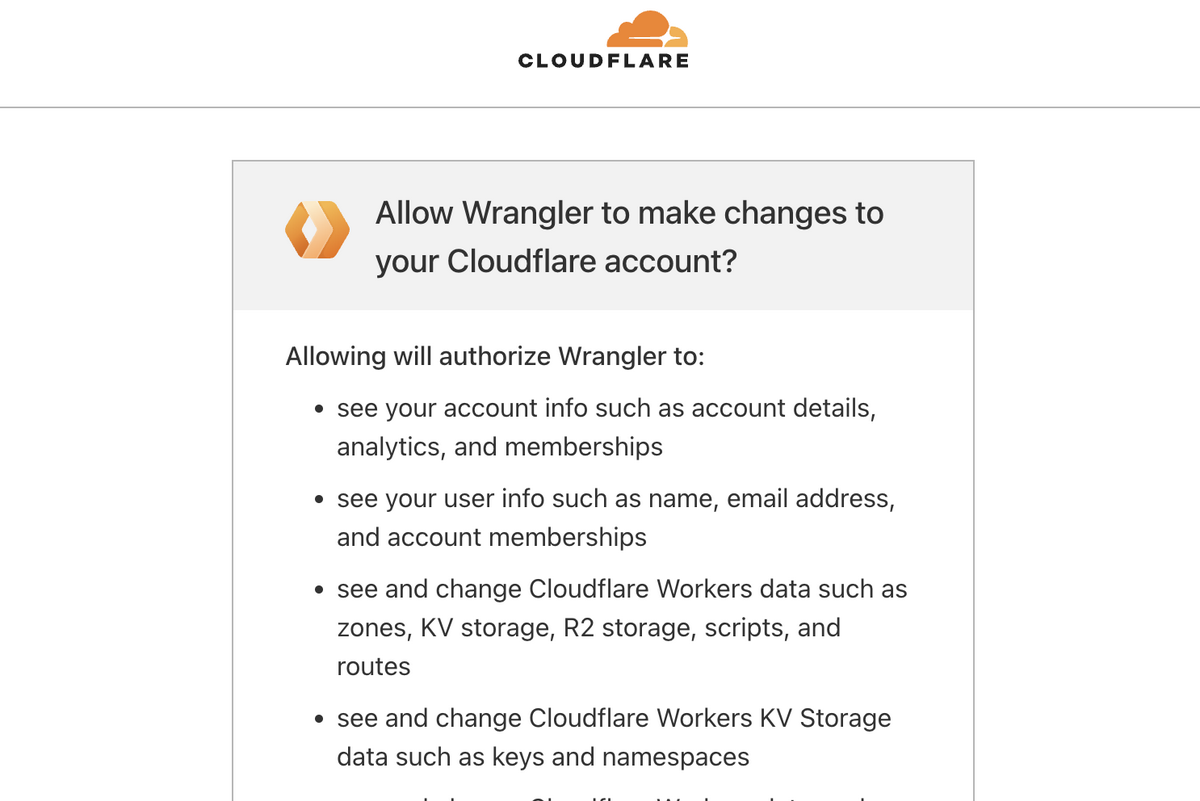 CLOUDFLARE
Allow Wrangler to make changes to
your Cloudflare account?
Allowing will authorize Wrangler to:
• see your account info such as account details,
analytics, and memberships
• see your user info such as name, email address,
and account memberships
• see and change Cloudflare Workers data such as
zones, KV storage, R2 storage, scripts, and
routes
• see and change Cloudflare Workers KV Storage
data such as keys and namespaces